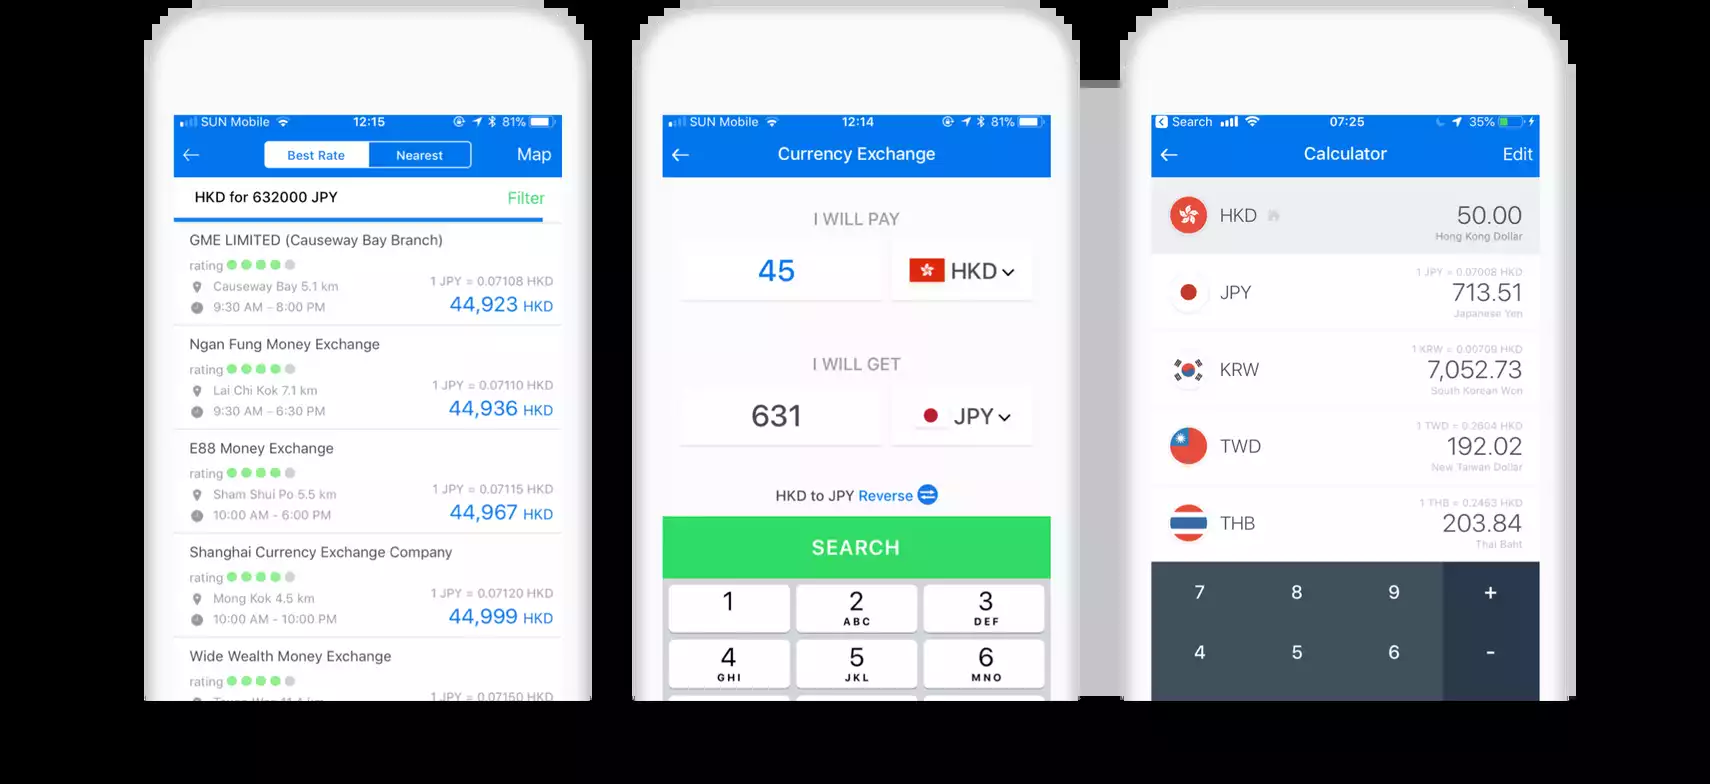 SUN Mobile 12:15 81%
Best Rate Nearest Map
HKD for 632000 JPY Filter
GME LIMITED (Causeway Bay Branch)
rating
Causeway Bay 5.1 km 1 JPY = 0.07108 HKD
9:30 AM - 8:00 PM 44,923 HKD
Ngan Fung Money Exchange
rating
Lai Chi Kok 7.1 km 1 JPY = 0.07110 HKD
9:30 AM - 6:30 PM 44,936 HKD
E88 Money Exchange
rating
Sham Shui Po 5.5 km 1 JPY = 0.07115 HKD
10:00 AM - 6:00 PM 44,967 HKD
Shanghai Currency Exchange Company
rating
Mong Kok 4.5 km 1 JPY = 0.07120 HKD
10:00 AM - 10:00 PM 44,999 HKD
Wide Wealth Money Exchange
rating
1 JPY = 0.07150 HKD
SUN Mobile 12:14 81%
Currency Exchange
I WILL PAY
45 HKD
I WILL GET
631 JPY
HKD to JPY Reverse
SEARCH
1 2 3
ABC DEF
4 5 6
GHI JKL MNO
Search 07:25 35%
Calculator Edit
HKD 50.00
Hong Kong Dollar
1 JPY = 0.07008 HKD
JPY 713.51
Japanese Yen
1 KRW = 0.00709 HKD
KRW 7,052.73
South Korean Won
1 TWD = 0.2604 HKD
TWD 192.02
New Taiwan Dollar
1 THB = 0.2453 HKD
THB 203.84
Thai Baht
7 8 9 +
4 5 6 -